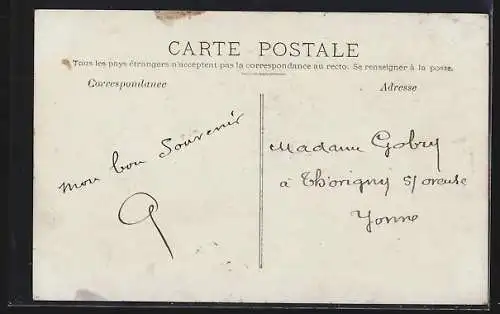 CARTE POSTALE
Tous les pays étrangers n'acceptent pas la correspondance au recto. Se renseigner à la poste.
Correspondance
Adresse
mon bon souvenir
G
Madame Gobry
à Thorigny s/ oreuse
Yonne